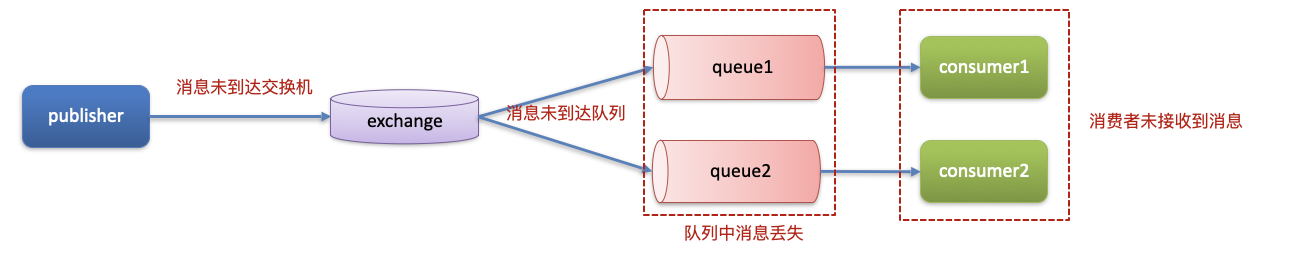 publisher
消息未到达交换机
exchange
消息未到达队列
queue1
queue2
队列中消息丢失
consumer1
consumer2
消费者未接收到消息